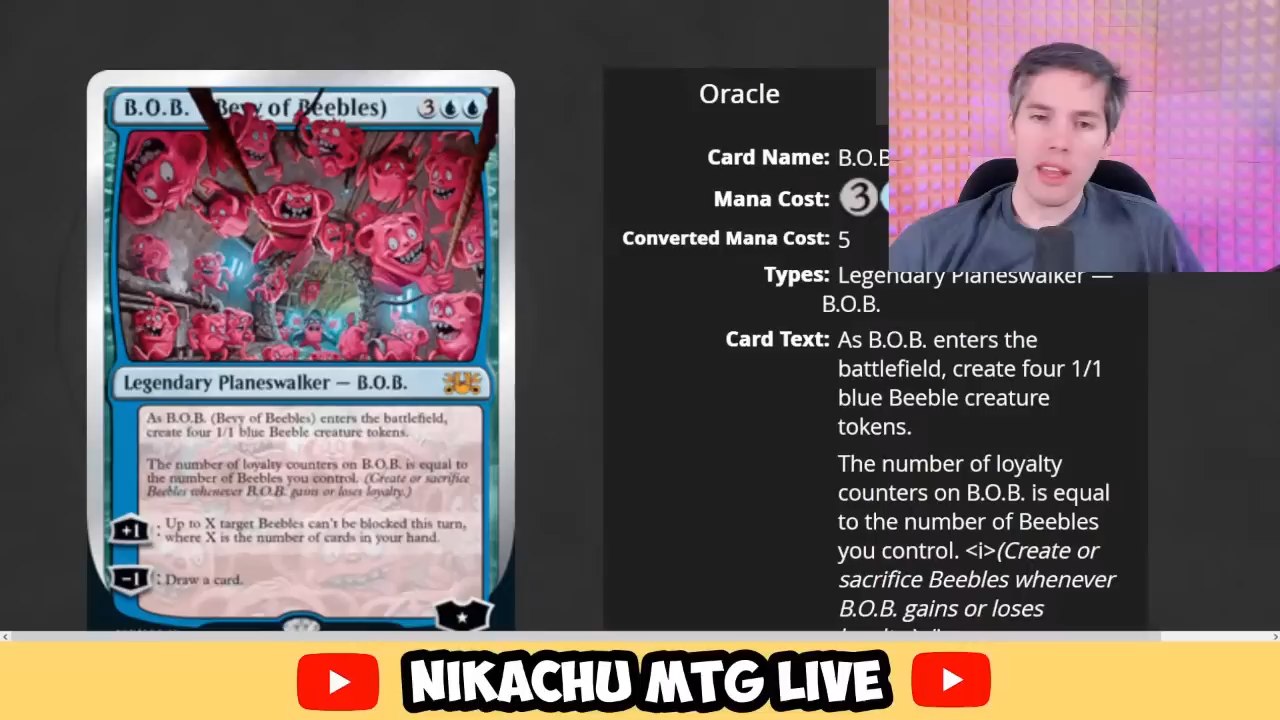 B.O.B. (Bevy of Beebles) 3
Legendary Planeswalker — B.O.B.
As B.O.B. (Bevy of Beebles) enters the battlefield,
create four 1/1 blue Beeble creature tokens.
The number of loyalty counters on B.O.B. is equal to
the number of Beebles you control. (Create or sacrifice
Beebles whenever B.O.B. gains or loses loyalty.)
+1 : Up to X target Beebles can't be blocked this turn,
where X is the number of cards in your hand.
-1 : Draw a card.
Oracle
Card Name: B.O.B
Mana Cost: 3
Converted Mana Cost: 5
Types: Legendary Planeswalker —
B.O.B.
Card Text: As B.O.B. enters the
battlefield, create four 1/1
blue Beeble creature
tokens.
The number of loyalty
counters on B.O.B. is equal
to the number of Beebles
you control. <i>(Create or
sacrifice Beebles whenever
B.O.B. gains or loses
NIKACHU MTG LIVE